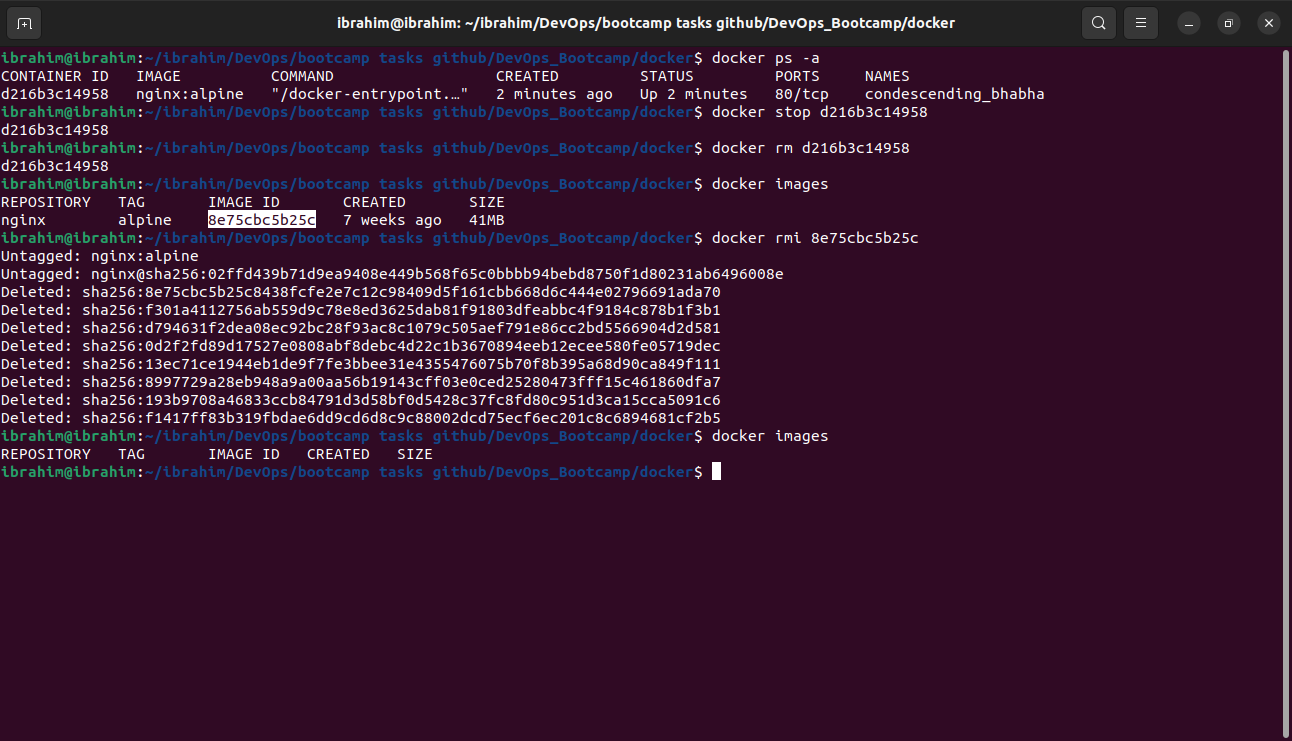 ibrahim@ibrahim: ~/ibrahim/DevOps/bootcamp tasks github/DevOps_Bootcamp/docker
ibrahim@ibrahim:~/ibrahim/DevOps/bootcamp tasks github/DevOps_Bootcamp/docker$ docker ps -a
CONTAINER ID   IMAGE          COMMAND                  CREATED         STATUS         PORTS     NAMES
d216b3c14958   nginx:alpine   "/docker-entrypoint.…"   2 minutes ago   Up 2 minutes   80/tcp    condescending_bhabha
ibrahim@ibrahim:~/ibrahim/DevOps/bootcamp tasks github/DevOps_Bootcamp/docker$ docker stop d216b3c14958
d216b3c14958
ibrahim@ibrahim:~/ibrahim/DevOps/bootcamp tasks github/DevOps_Bootcamp/docker$ docker rm d216b3c14958
d216b3c14958
ibrahim@ibrahim:~/ibrahim/DevOps/bootcamp tasks github/DevOps_Bootcamp/docker$ docker images
REPOSITORY   TAG       IMAGE ID       CREATED       SIZE
nginx        alpine    8e75cbc5b25c   7 weeks ago   41MB
ibrahim@ibrahim:~/ibrahim/DevOps/bootcamp tasks github/DevOps_Bootcamp/docker$ docker rmi 8e75cbc5b25c
Untagged: nginx:alpine
Untagged: nginx@sha256:02ffd439b71d9ea9408e449b568f65c0bbbb94bebd8750f1d80231ab6496008e
Deleted: sha256:8e75cbc5b25c8438fcfe2e7c12c98409d5f161cbb668d6c444e02796691ada70
Deleted: sha256:f301a4112756ab559d9c78e8ed3625dab81f91803dfeabbc4f9184c878b1f3b1
Deleted: sha256:d794631f2dea08ec92bc28f93ac8c1079c505aef791e86cc2bd5566904d2d581
Deleted: sha256:0d2f2fd89d17527e0808abf8debc4d22c1b3670894eeb12ecee580fe05719dec
Deleted: sha256:13ec71ce1944eb1de9f7fe3bbee31e4355476075b70f8b395a68d90ca849f111
Deleted: sha256:8997729a28eb948a9a00aa56b19143cff03e0ced25280473fff15c461860dfa7
Deleted: sha256:193b9708a46833ccb84791d3d58bf0d5428c37fc8fd80c951d3ca15cca5091c6
Deleted: sha256:f1417ff83b319fbdae6dd9cd6d8c9c88002dcd75ecf6ec201c8c6894681cf2b5
ibrahim@ibrahim:~/ibrahim/DevOps/bootcamp tasks github/DevOps_Bootcamp/docker$ docker images
REPOSITORY   TAG       IMAGE ID   CREATED   SIZE
ibrahim@ibrahim:~/ibrahim/DevOps/bootcamp tasks github/DevOps_Bootcamp/docker$